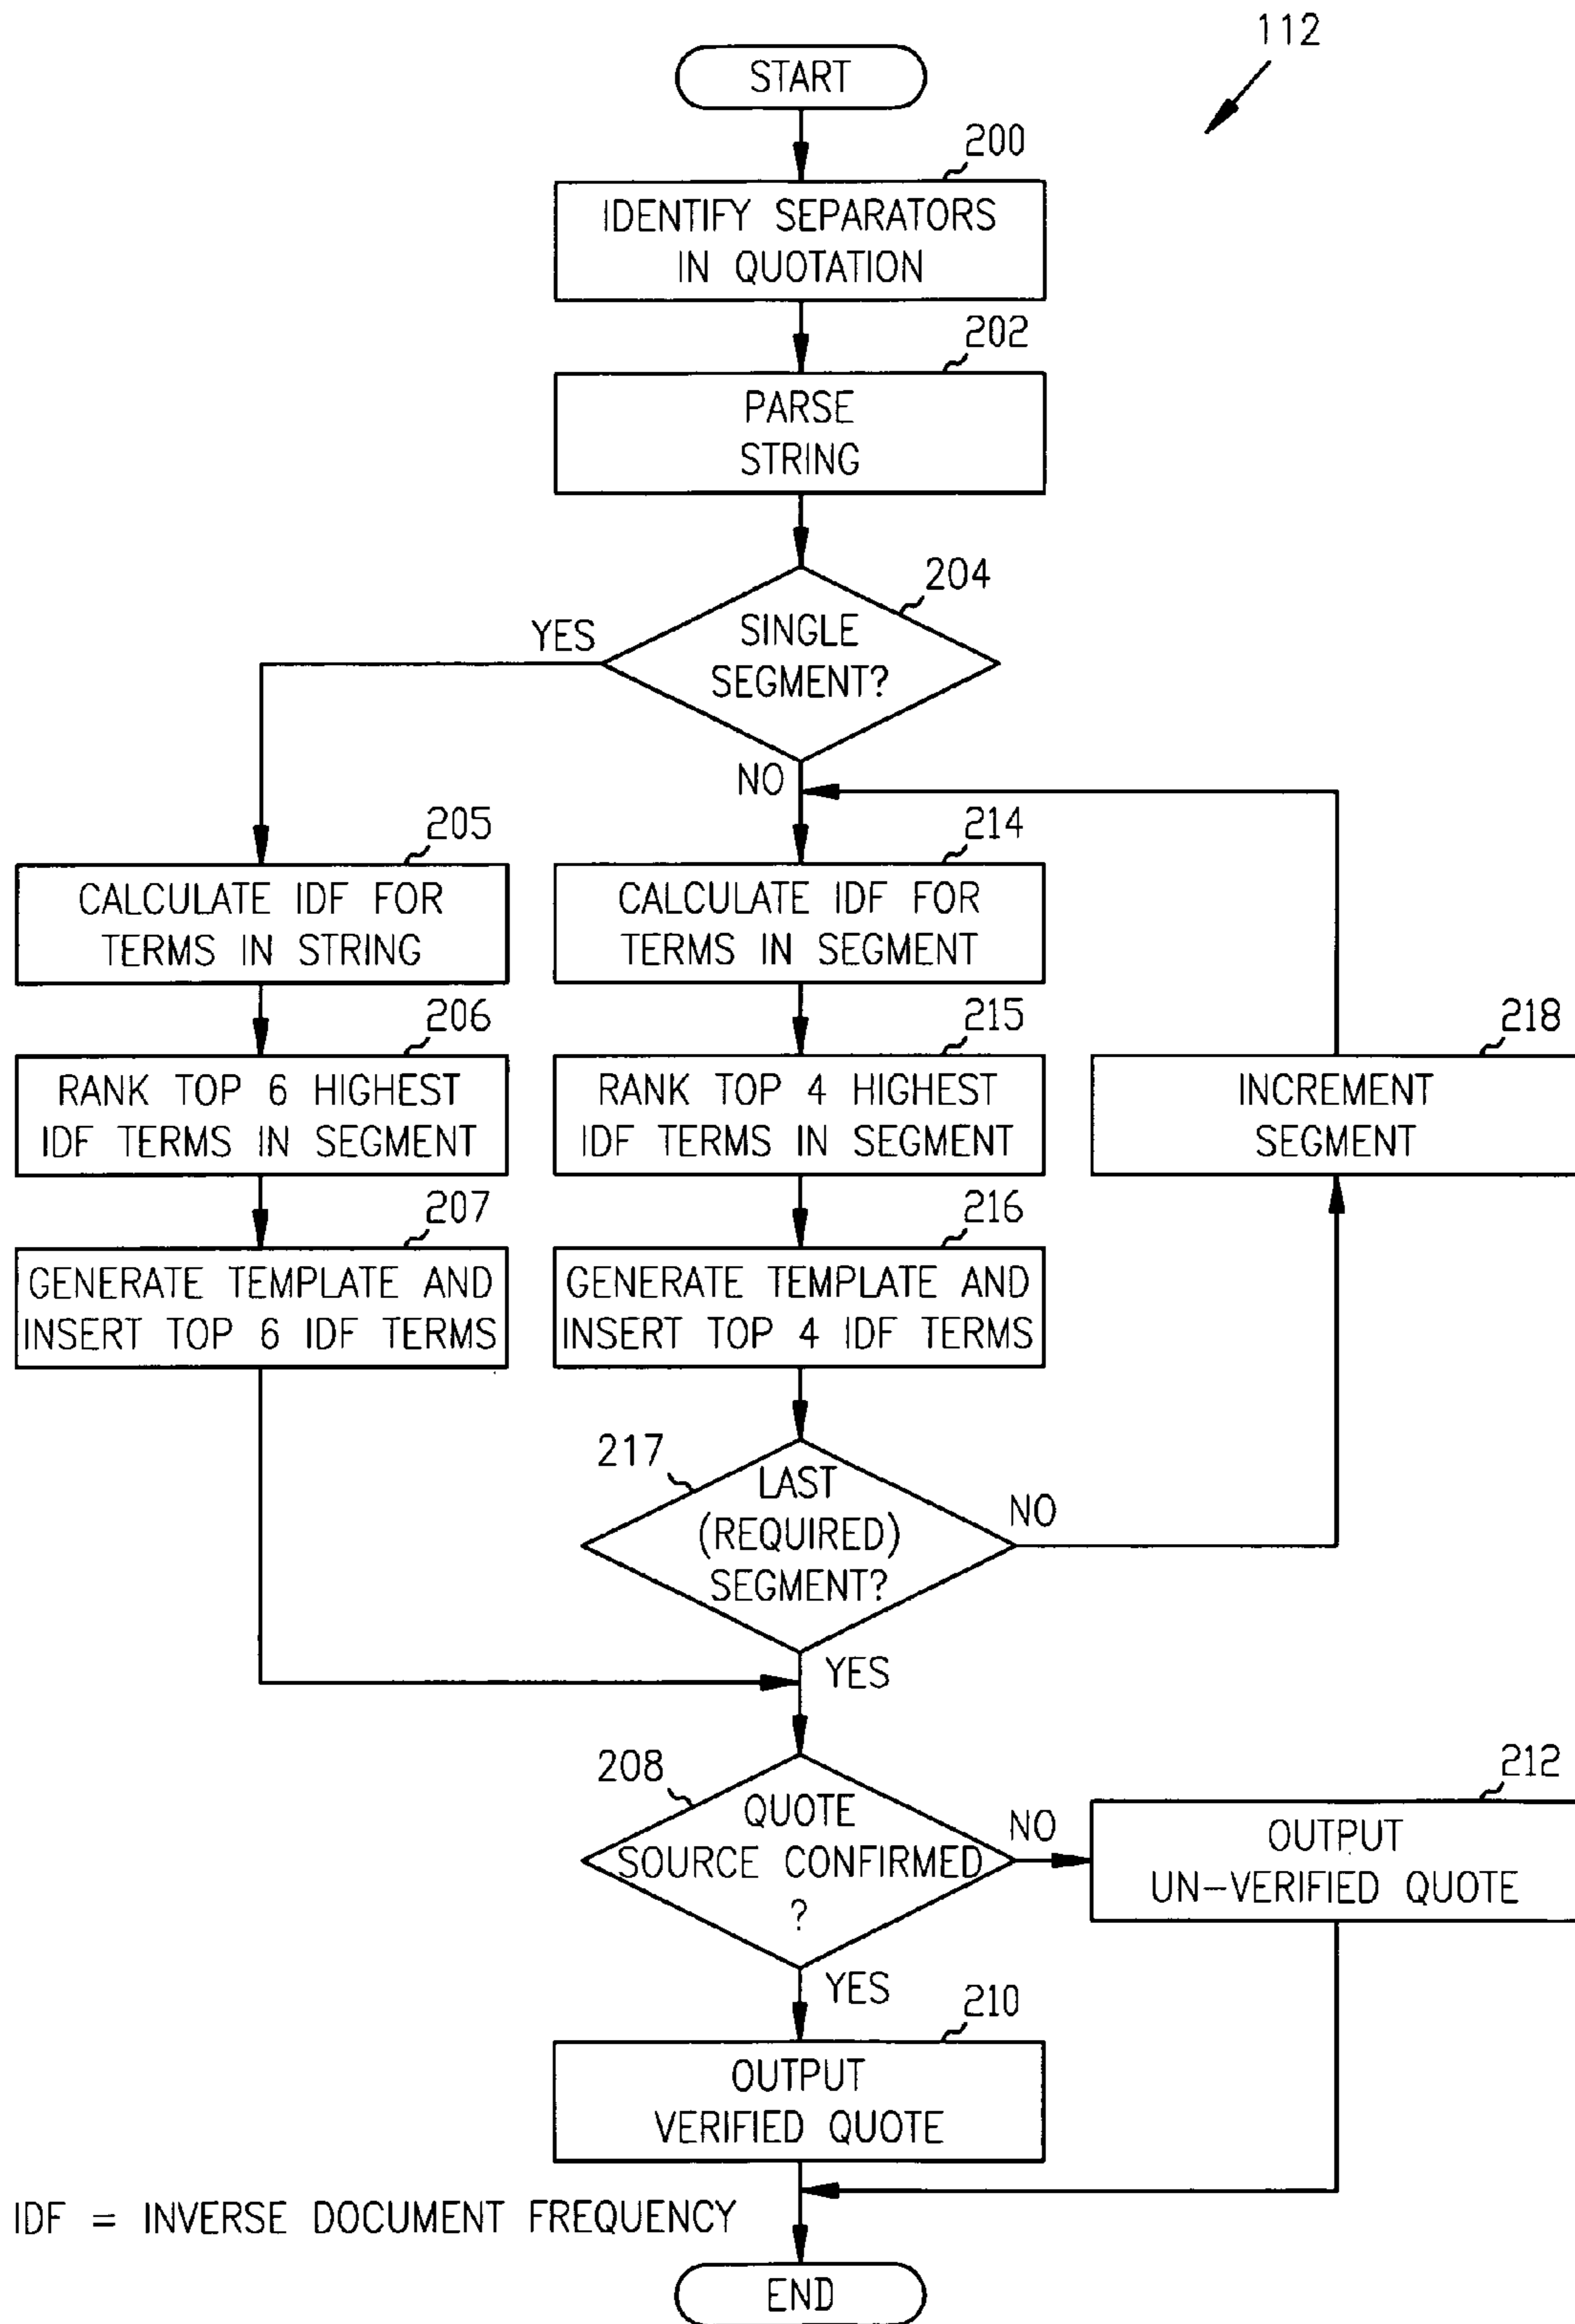 112
START
200
IDENTIFY SEPARATORS
IN QUOTATION
202
PARSE
STRING
204
YES
SINGLE
SEGMENT?
NO
205
CALCULATE IDF FOR
TERMS IN STRING
214
CALCULATE IDF FOR
TERMS IN SEGMENT
206
RANK TOP 6 HIGHEST
IDF TERMS IN SEGMENT
215
RANK TOP 4 HIGHEST
IDF TERMS IN SEGMENT
218
INCREMENT
SEGMENT
207
GENERATE TEMPLATE AND
INSERT TOP 6 IDF TERMS
216
GENERATE TEMPLATE AND
INSERT TOP 4 IDF TERMS
217
LAST
(REQUIRED)
SEGMENT?
NO
YES
208
QUOTE
SOURCE CONFIRMED
?
NO
212
OUTPUT
UN-VERIFIED QUOTE
YES
210
OUTPUT
VERIFIED QUOTE
IDF = INVERSE DOCUMENT FREQUENCY
END